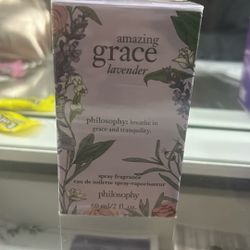 amazing
grace
lavender
philosophy: breathe in
grace and tranquility.
spray fragrance
eau de toilette spray-vaporisateur
philosophy
60 ml/2 fl. oz.